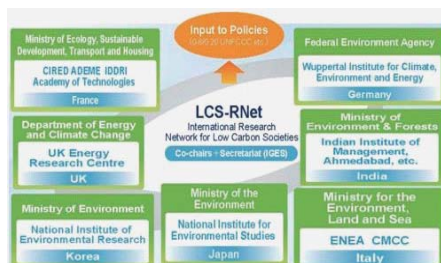 Input to Policies
(G8/G20 UNFCCC etc.)
Ministry of Ecology, Sustainable
Development, Transport and Housing
CIRED ADEME IDDRI
Academy of Technologies
France
Federal Environment Agency
Wuppertal Institute for Climate,
Environment and Energy
Germany
LCS-RNet
International Research
Network for Low Carbon Societies
Co-chairs + Secretariat (IGES)
Department of Energy
and Climate Change
UK Energy
Research Centre
UK
Ministry of
Environment & Forests
Indian Institute of
Management,
Ahmedabad, etc.
India
Ministry of Environment
National Institute of
Environmental Research
Korea
Ministry of the
Environment
National Institute for
Environmental Studies
Japan
Ministry for the
Environment,
Land and Sea
ENEA CMCC
Italy